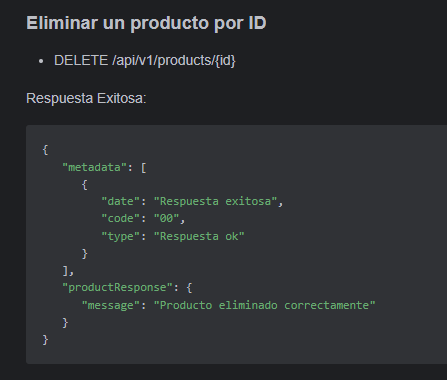 Eliminar un producto por ID
• DELETE /api/v1/products/{id}
Respuesta Exitosa:
{
   "metadata": [
      {
         "date": "Respuesta exitosa",
         "code": "00",
         "type": "Respuesta ok"
      }
   ],
   "productResponse": {
      "message": "Producto eliminado correctamente"
   }
}